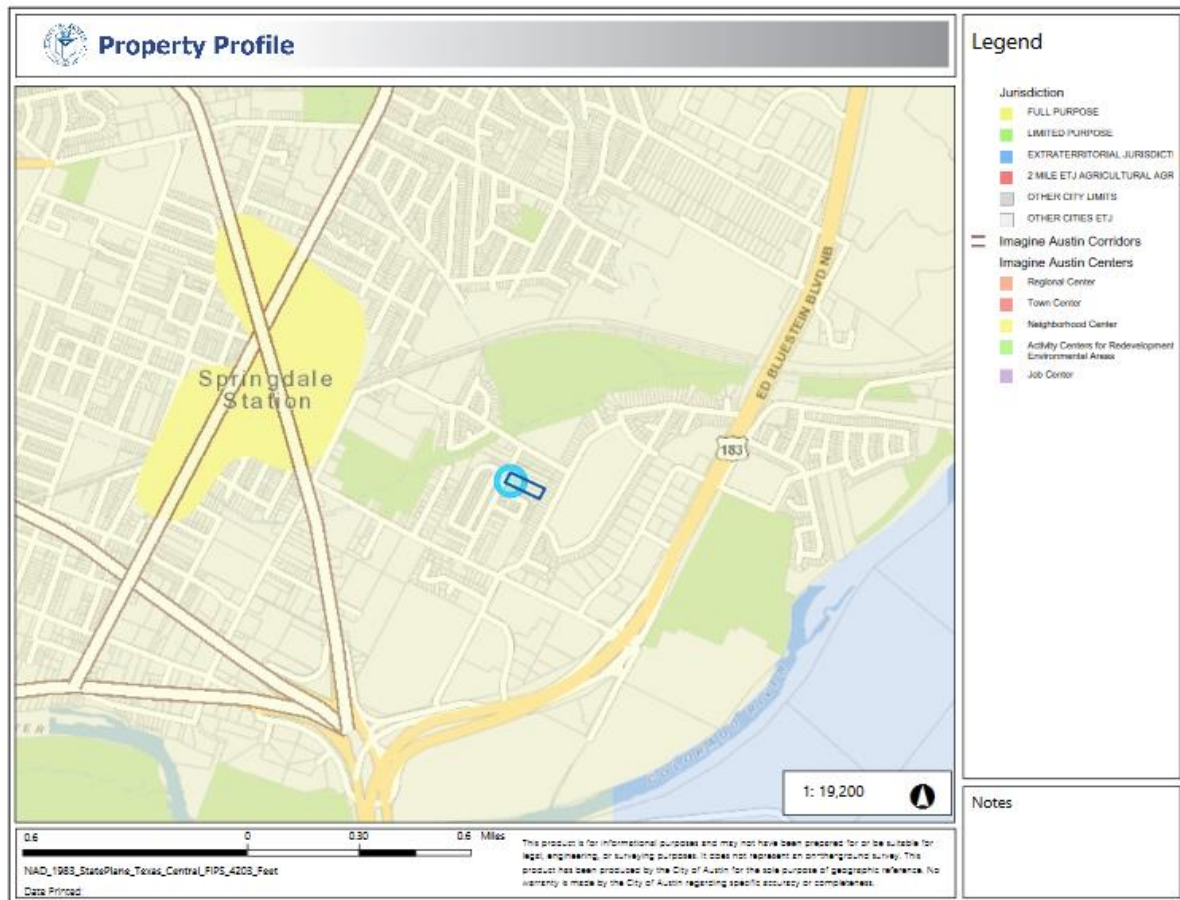 Property Profile
Springdale
Station
ED BLUESTEIN BLVD NB
183
1: 19,200
Legend
Jurisdiction
FULL PURPOSE
LIMITED PURPOSE
EXTRATERRITORIAL JURISDICTI
2 MILE ETJ AGRICULTURAL AGR
OTHER CITY LIMITS
OTHER CITIES ETJ
Imagine Austin Corridors
Imagine Austin Centers
Regional Center
Town Center
Neighborhood Center
Activity Centers for Redevelopment
Environmental Areas
Job Center
Notes
0.6 0 0.30 0.6 Miles
NAD_1983_StatePlane_Texas_Central_FIPS_4203_Feet
Date Printed
This product is for informational purposes and may not have been prepared for or be suitable for
legal, engineering, or surveying purposes. It does not represent an on-the-ground survey. This
product has been produced by the City of Austin for the sole purpose of geographic reference. No
warranty is made by the City of Austin regarding specific accuracy or completeness.